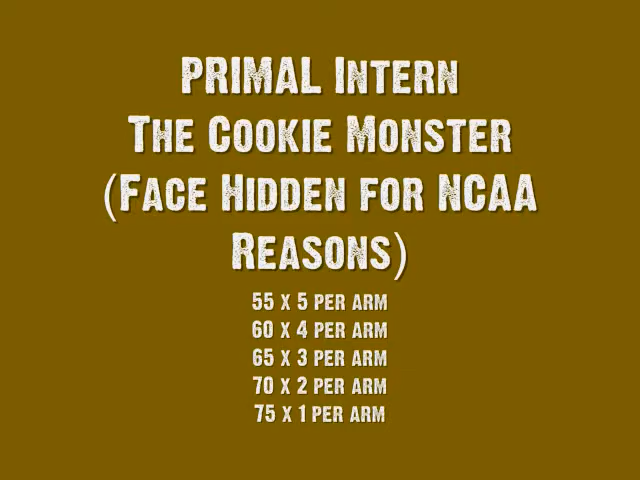 PRIMAL Intern
The Cookie Monster
(Face Hidden for NCAA
Reasons)
55 x 5 per arm
60 x 4 per arm
65 x 3 per arm
70 x 2 per arm
75 x 1 per arm